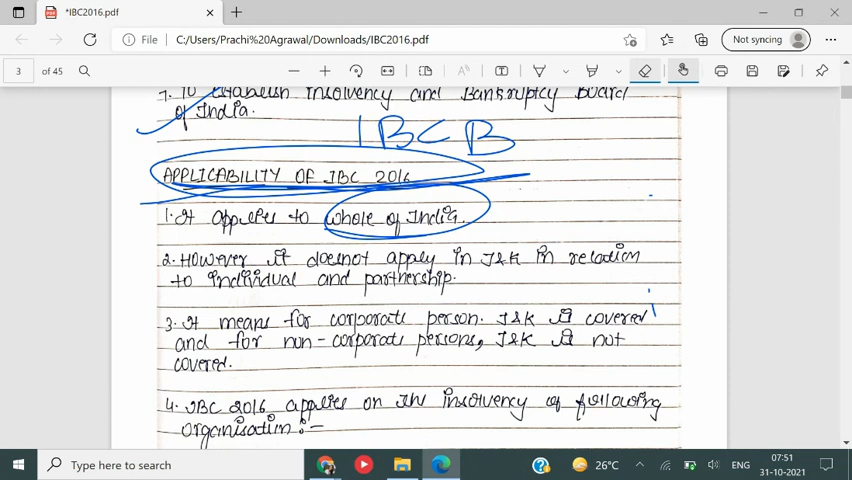 *IBC2016.pdf
File C:/Users/Prachi%20Agrawal/Downloads/IBC2016.pdf Not syncing
3 of 45
7. To establish Insolvency and Bankruptcy Board
of India.
IBCB
APPLICABILITY OF IBC 2016
1. It applies to whole of India.
2. However it doesnot apply in J&K in relation
to individual and partnership.
3. It means for corporate person. J&K is covered
and for non-corporate persons, J&K is not
covered.
4. IBC 2016 applies on the insolvency of following
organisation:-
Type here to search
26°C ENG 07:51
31-10-2021